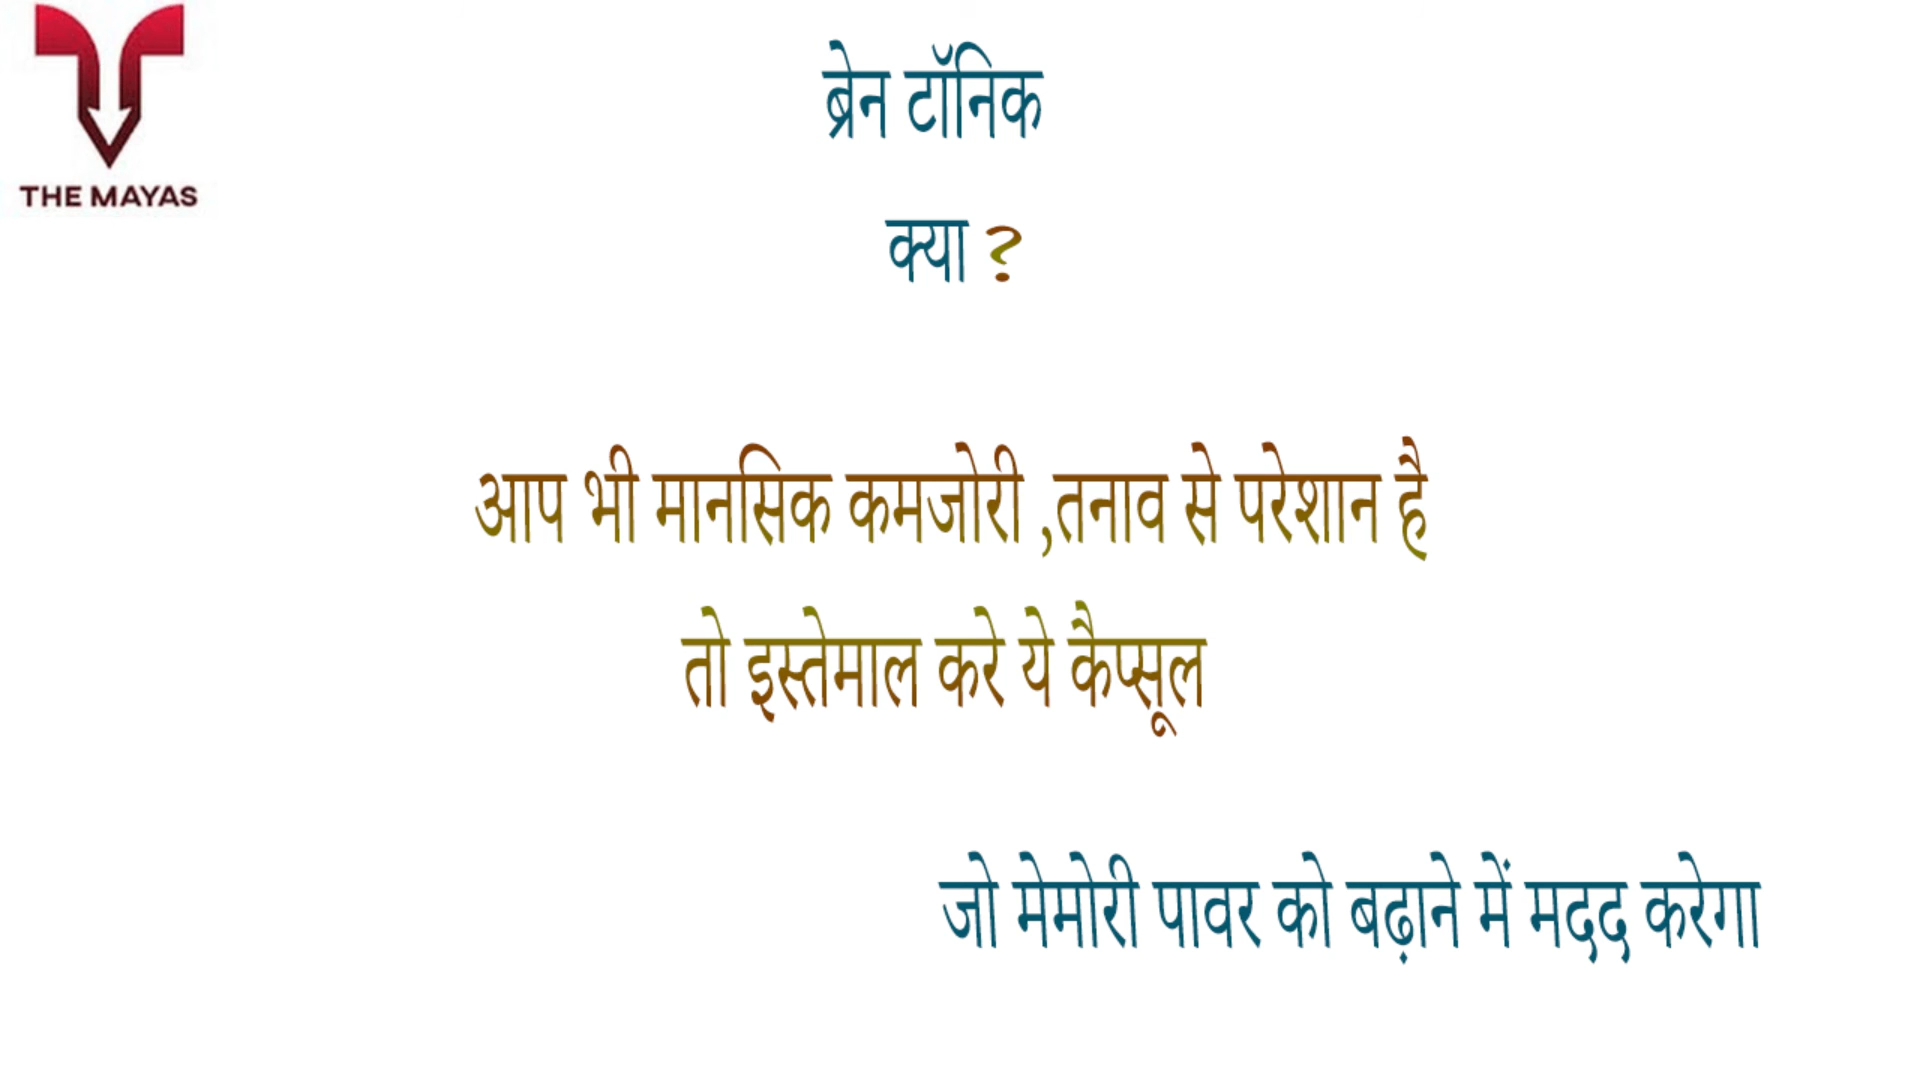 THE MAYAS
ब्रेन टॉनिक
क्या ?
आप भी मानसिक कमजोरी ,तनाव से परेशान है
तो इस्तेमाल करे ये कैप्सूल
जो मेमोरी पावर को बढ़ाने में मदद करेगा